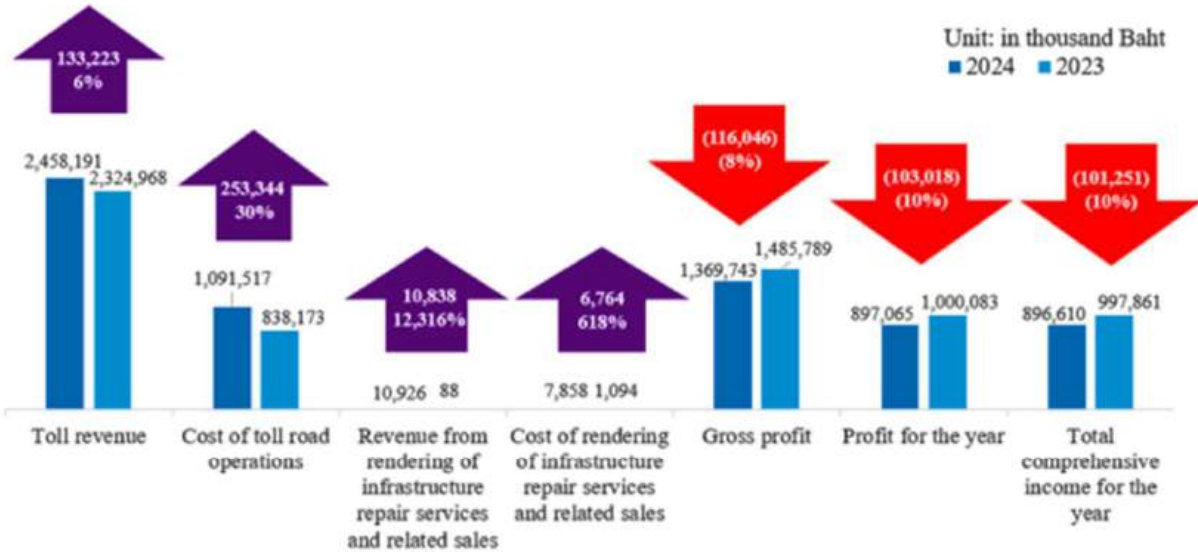 Unit: in thousand Baht
2024 2023
133,223
6%
2,458,191
2,324,968
253,344
30%
1,091,517
838,173
10,838
12,316%
10,926 88
6,764
618%
7,858 1,094
(116,046)
(8%)
1,369,743
1,485,789
(103,018)
(10%)
897,065
1,000,083
(101,251)
(10%)
896,610
997,861
Toll revenue
Cost of toll road
operations
Revenue from
rendering of
infrastructure
repair services
and related sales
Cost of rendering
of infrastructure
repair services
and related sales
Gross profit
Profit for the year
Total
comprehensive
income for the
year